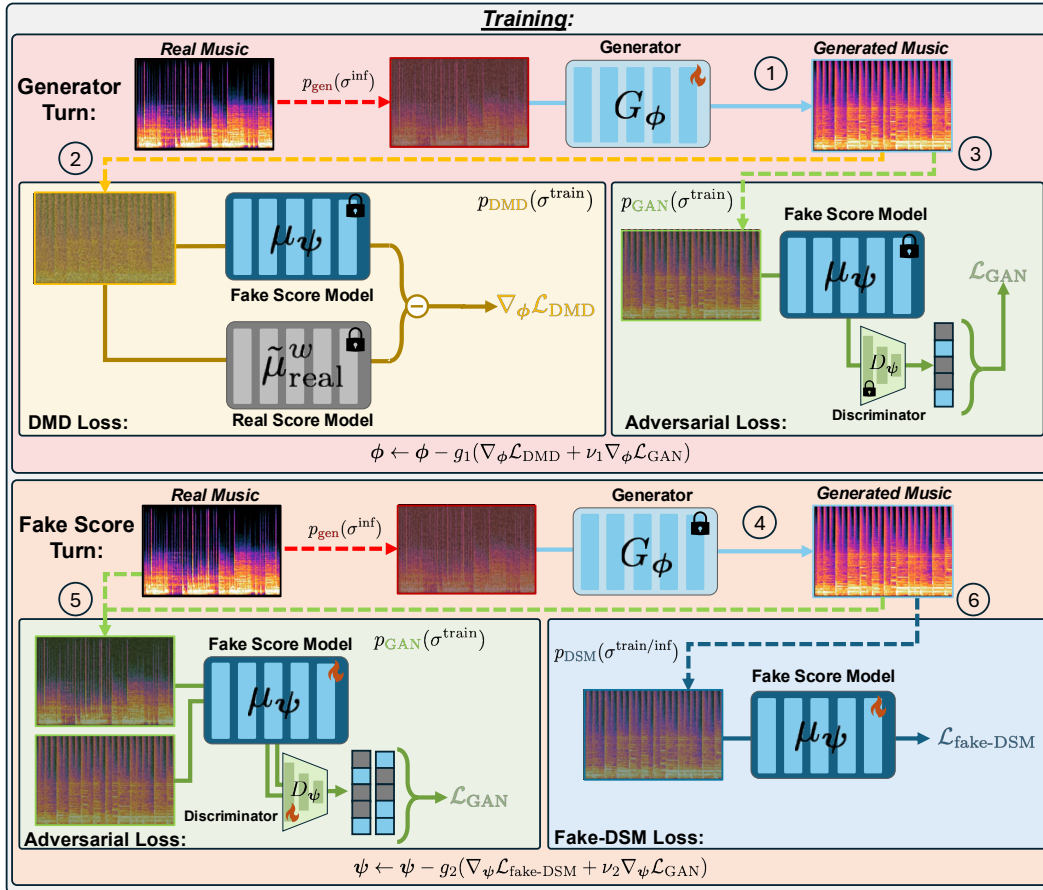 Training:
Real Music
Generator
Generated Music
Generator
Turn:
p_gen(σ^inf)
G_ϕ
1
2
3
p_DMD(σ^train)
μ_ψ
Fake Score Model
−
∇_ϕ ℒ_DMD
μ̃^w_real
Real Score Model
DMD Loss:
p_GAN(σ^train)
Fake Score Model
μ_ψ
ℒ_GAN
D_ψ
Discriminator
Adversarial Loss:
ϕ ← ϕ − g_1(∇_ϕ ℒ_DMD + ν_1 ∇_ϕ ℒ_GAN)
Real Music
Generator
Generated Music
Fake Score
Turn:
p_gen(σ^inf)
G_ϕ
4
5
6
Fake Score Model
p_GAN(σ^train)
μ_ψ
D_ψ
Discriminator
ℒ_GAN
Adversarial Loss:
p_DSM(σ^train/inf)
Fake Score Model
μ_ψ
ℒ_fake-DSM
Fake-DSM Loss:
ψ ← ψ − g_2(∇_ψ ℒ_fake-DSM + ν_2 ∇_ψ ℒ_GAN)